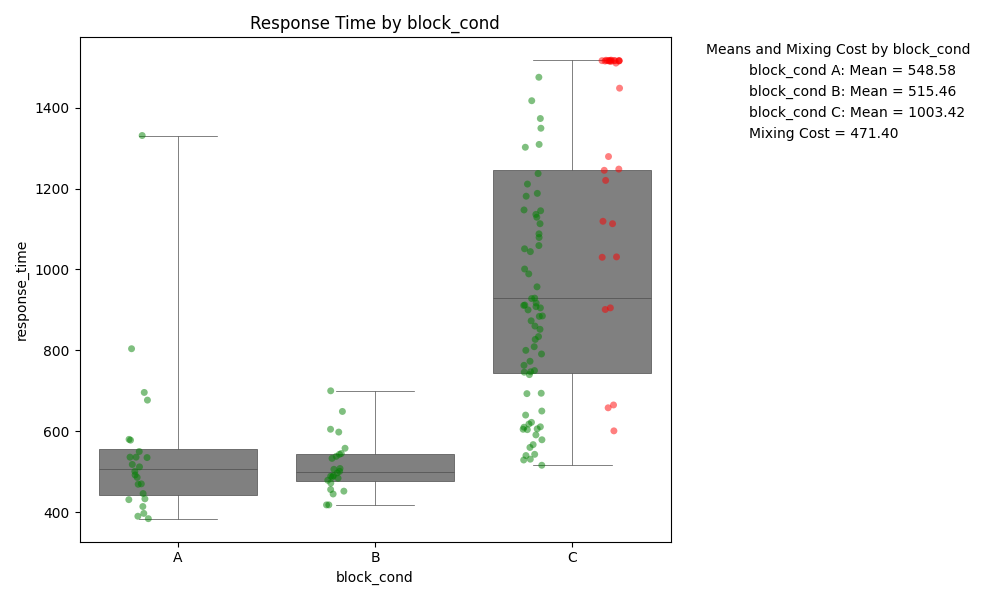 Response Time by block_cond
Means and Mixing Cost by block_cond
block_cond A: Mean = 548.58
block_cond B: Mean = 515.46
block_cond C: Mean = 1003.42
Mixing Cost = 471.40
response_time
1400
1200
1000
800
600
400
A
B
C
block_cond